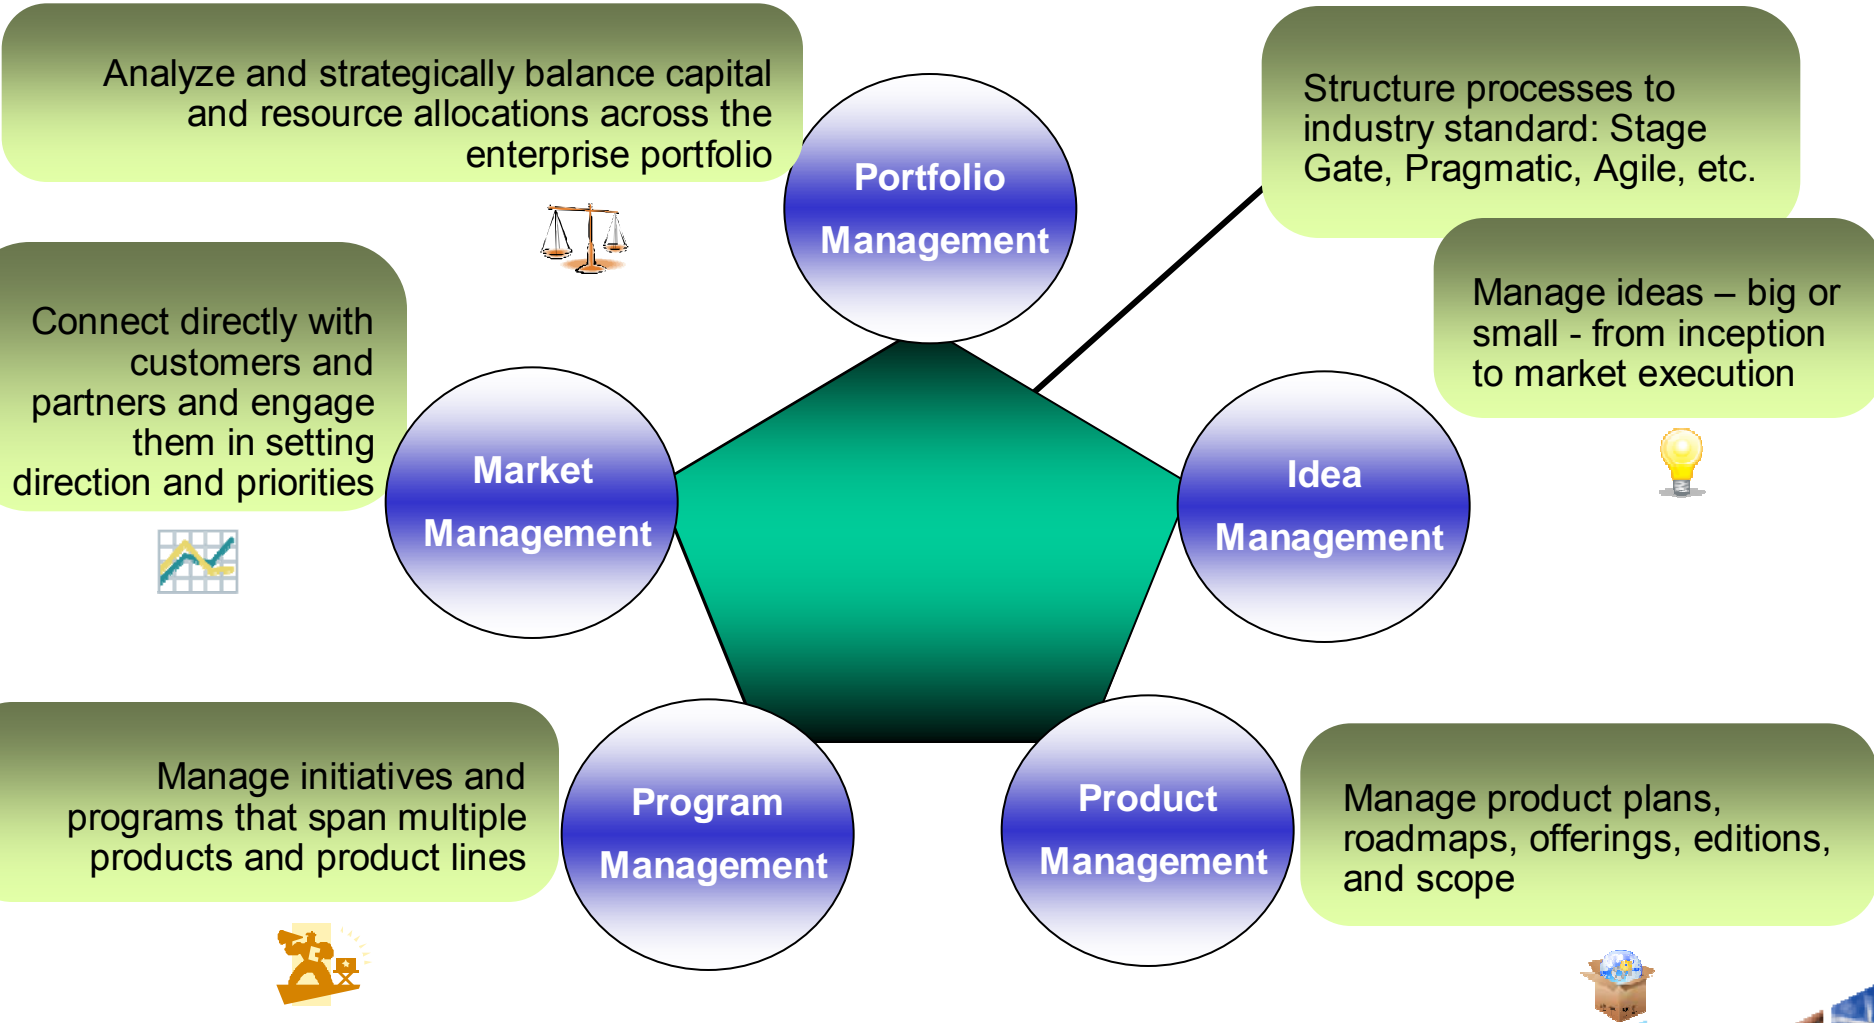 Analyze and strategically balance capital
and resource allocations across the
enterprise portfolio
Portfolio
Management
Structure processes to
industry standard: Stage
Gate, Pragmatic, Agile, etc.
Manage ideas – big or
small - from inception
to market execution
Connect directly with
customers and
partners and engage
them in setting
direction and priorities
Market
Management
Idea
Management
Manage initiatives and
programs that span multiple
products and product lines
Program
Management
Product
Management
Manage product plans,
roadmaps, offerings, editions,
and scope